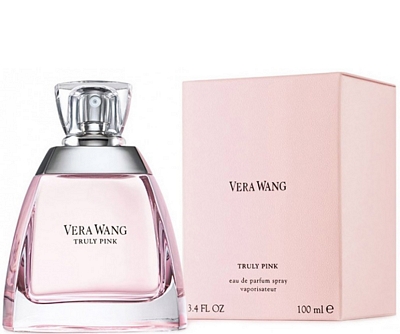 VERA WANG
TRULY PINK
VERA WANG
TRULY PINK
eau de parfum spray
vaporisateur
3.4 FL OZ 100 ml e